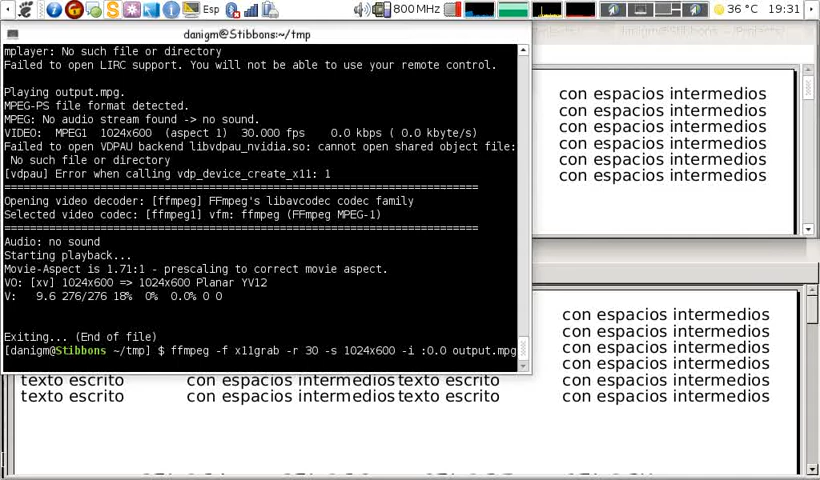 Esp
800 MHz
36 °C
19:31
danigm@Stibbons:~/tmp
mplayer: No such file or directory
Failed to open LIRC support. You will not be able to use your remote control.
Playing output.mpg.
MPEG-PS file format detected.
MPEG: No audio stream found -> no sound.
VIDEO: MPEG1 1024x600 (aspect 1) 30.000 fps 0.0 kbps ( 0.0 kbyte/s)
Failed to open VDPAU backend libvdpau_nvidia.so: cannot open shared object file:
No such file or directory
[vdpau] Error when calling vdp_device_create_x11: 1
==========================================================================
Opening video decoder: [ffmpeg] FFmpeg's libavcodec codec family
Selected video codec: [ffmpeg1] vfm: ffmpeg (FFmpeg MPEG-1)
==========================================================================
Audio: no sound
Starting playback...
Movie-Aspect is 1.71:1 - prescaling to correct movie aspect.
VO: [xv] 1024x600 => 1024x600 Planar YV12
V: 9.6 276/276 18% 0% 0.0% 0 0
Exiting... (End of file)
[danigm@Stibbons ~/tmp] $ ffmpeg -f x11grab -r 30 -s 1024x600 -i :0.0 output.mpg
con espacios intermedios
con espacios intermedios
con espacios intermedios
con espacios intermedios
con espacios intermedios
con espacios intermedios
con espacios intermedios
con espacios intermedios
con espacios intermedios
con espacios intermedios
texto escrito con espacios intermedios texto escrito con espacios intermedios
texto escrito con espacios intermedios texto escrito con espacios intermedios